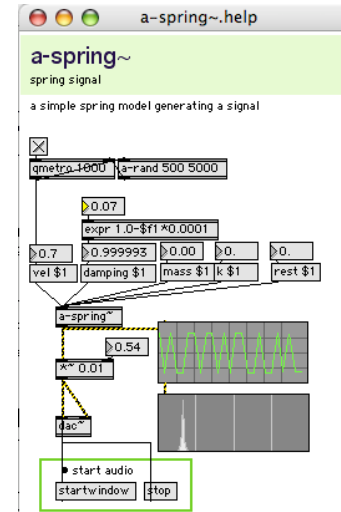 a-spring~.help
a-spring~
spring signal
a simple spring model generating a signal
qmetro 1000 a-rand 500 5000
0.07
expr 1.0-$f1*0.0001
0.7 0.999993 0.00 0. 0.
vel $1 damping $1 mass $1 k $1 rest $1
a-spring~
0.54
*~ 0.01
dac~
start audio
startwindow stop